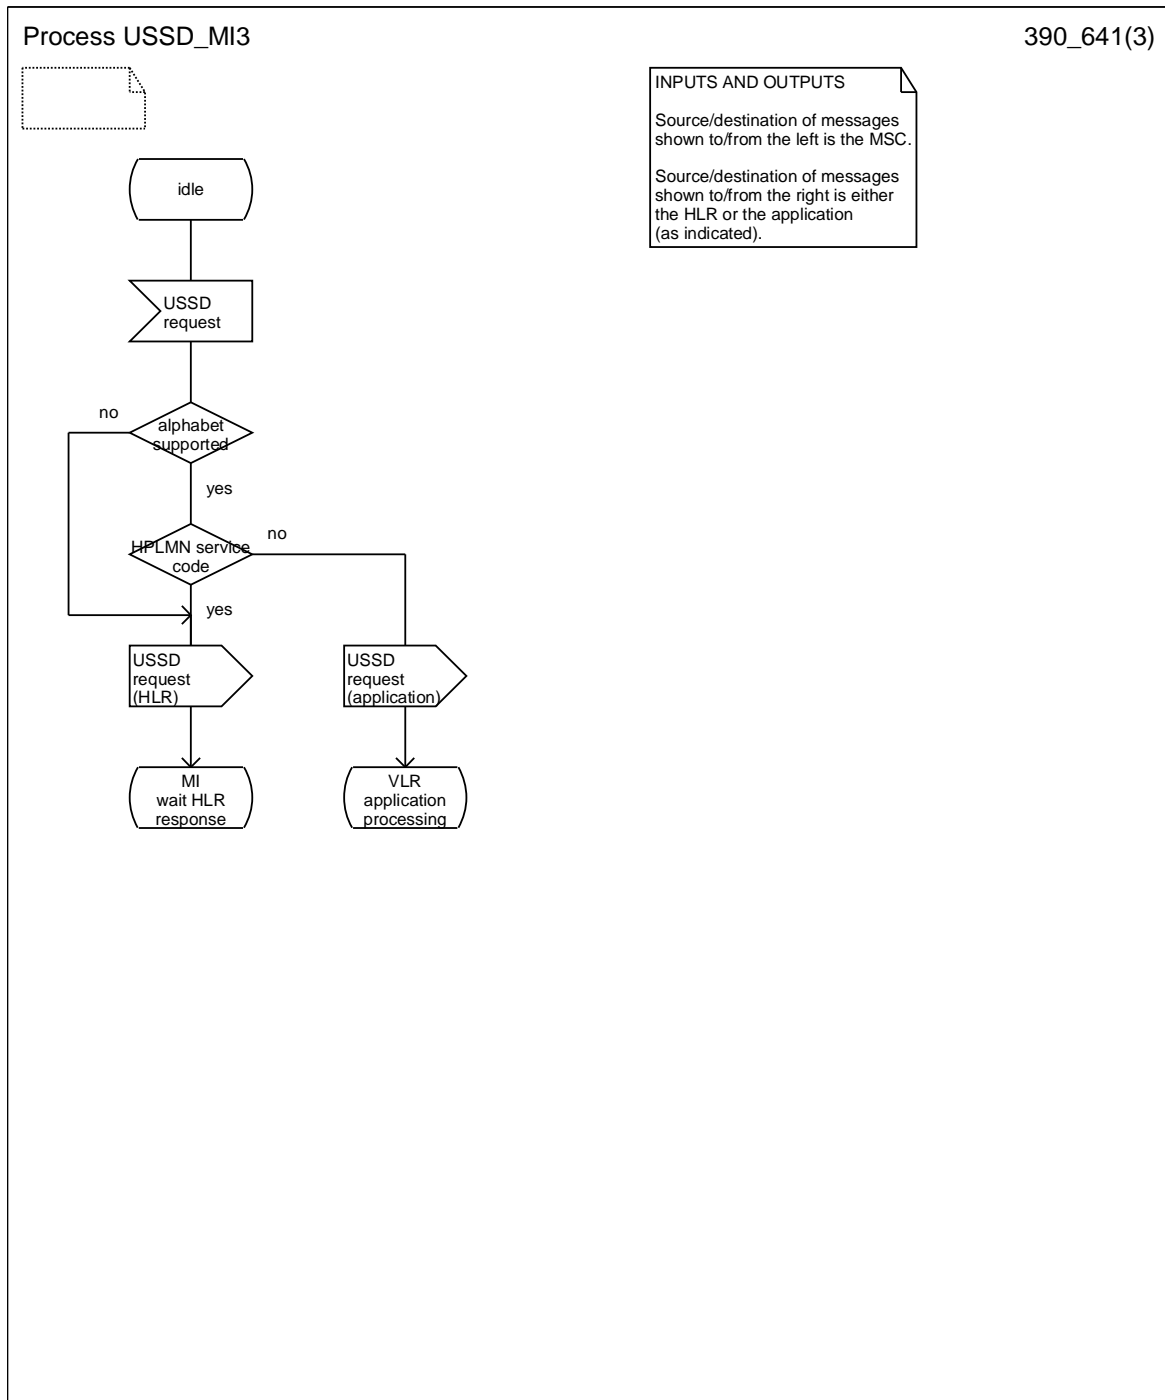 Process USSD_MI3
390_641(3)
INPUTS AND OUTPUTS
Source/destination of messages
shown to/from the left is the MSC.
Source/destination of messages
shown to/from the right is either
the HLR or the application
(as indicated).
idle
USSD
request
no
alphabet
supported
yes
no
HPLMN service
code
yes
USSD
request
(HLR)
USSD
request
(application)
MI
wait HLR
response
VLR
application
processing